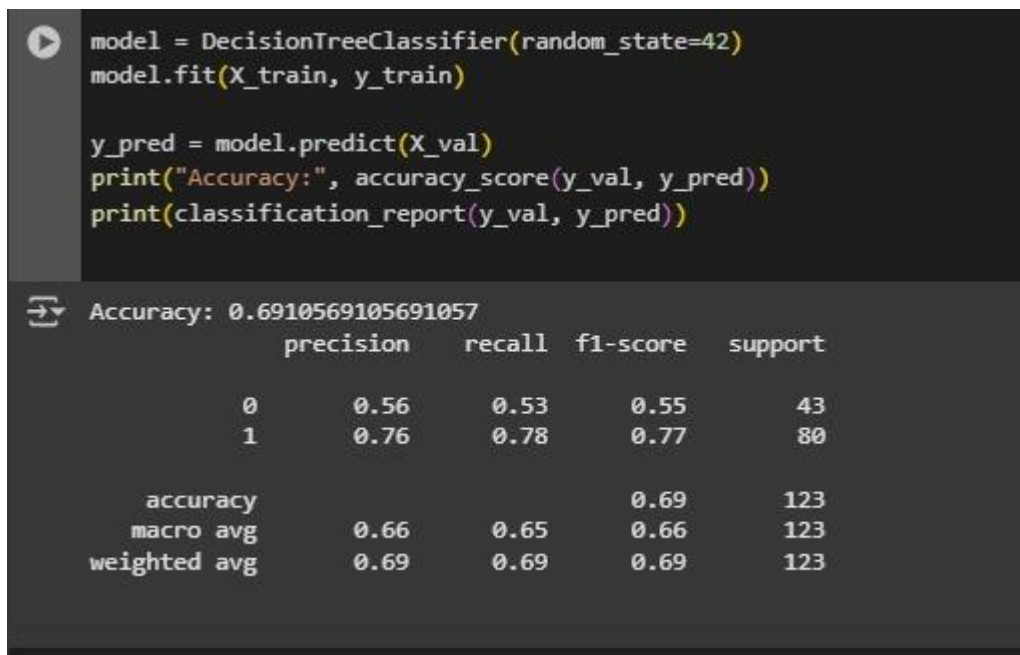 model = DecisionTreeClassifier(random_state=42)
model.fit(X_train, y_train)
y_pred = model.predict(X_val)
print("Accuracy:", accuracy_score(y_val, y_pred))
print(classification_report(y_val, y_pred))
Accuracy: 0.6910569105691057
precision recall f1-score support
0 0.56 0.53 0.55 43
1 0.76 0.78 0.77 80
accuracy 0.69 123
macro avg 0.66 0.65 0.66 123
weighted avg 0.69 0.69 0.69 123